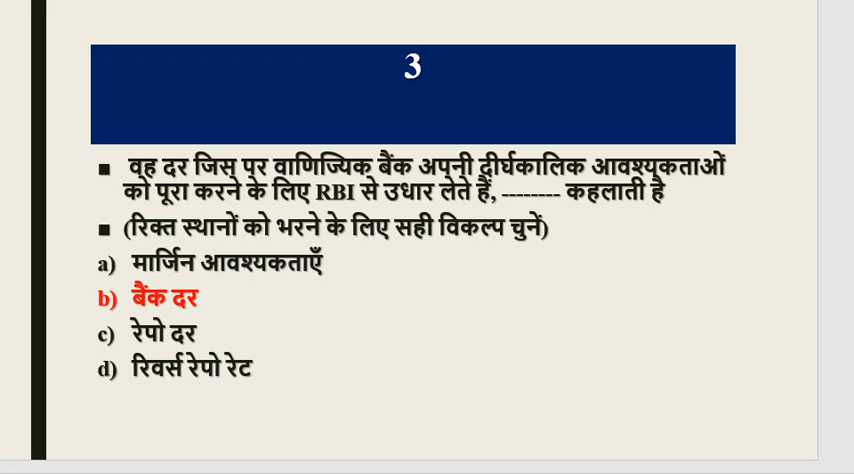 3
■ वह दर जिस पर वाणिज्यिक बैंक अपनी दीर्घकालिक आवश्यकताओं
को पूरा करने के लिए RBI से उधार लेते हैं, -------- कहलाती है
■ (रिक्त स्थानों को भरने के लिए सही विकल्प चुनें)
a) मार्जिन आवश्यकताएँ
b) बैंक दर
c) रेपो दर
d) रिवर्स रेपो रेट